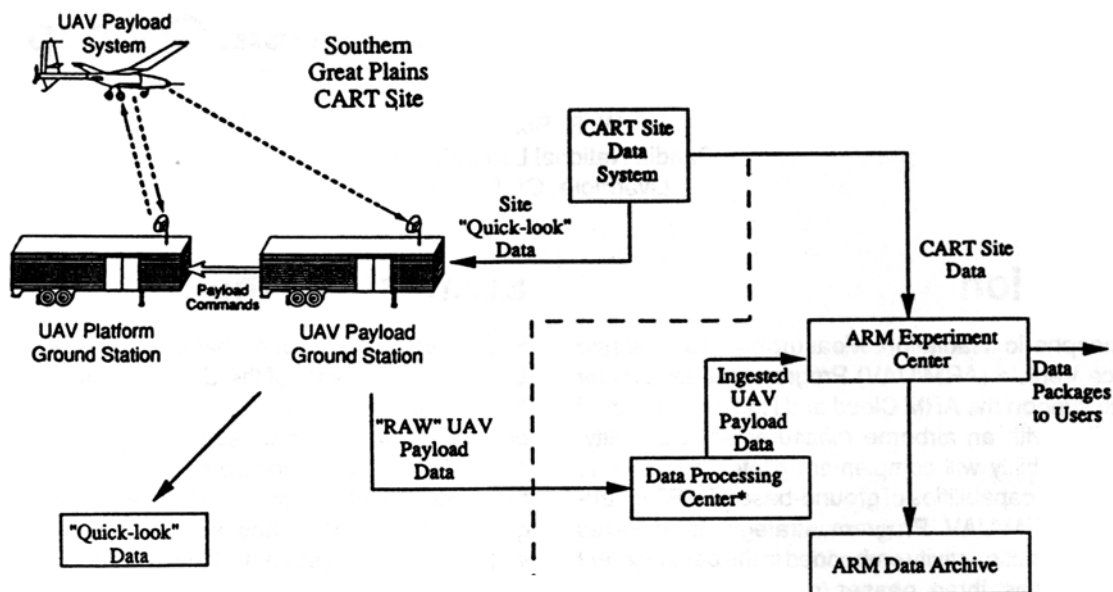 UAV Payload
System
Southern
Great Plains
CART Site
CART Site
Data
System
Site
"Quick-look"
Data
Payload
Commands
CART Site
Data
UAV Platform
Ground Station
UAV Payload
Ground Station
ARM Experiment
Center
Data
Packages
to Users
Ingested
UAV
Payload
Data
"RAW" UAV
Payload
Data
Data Processing
Center*
"Quick-look"
Data
ARM Data Archive